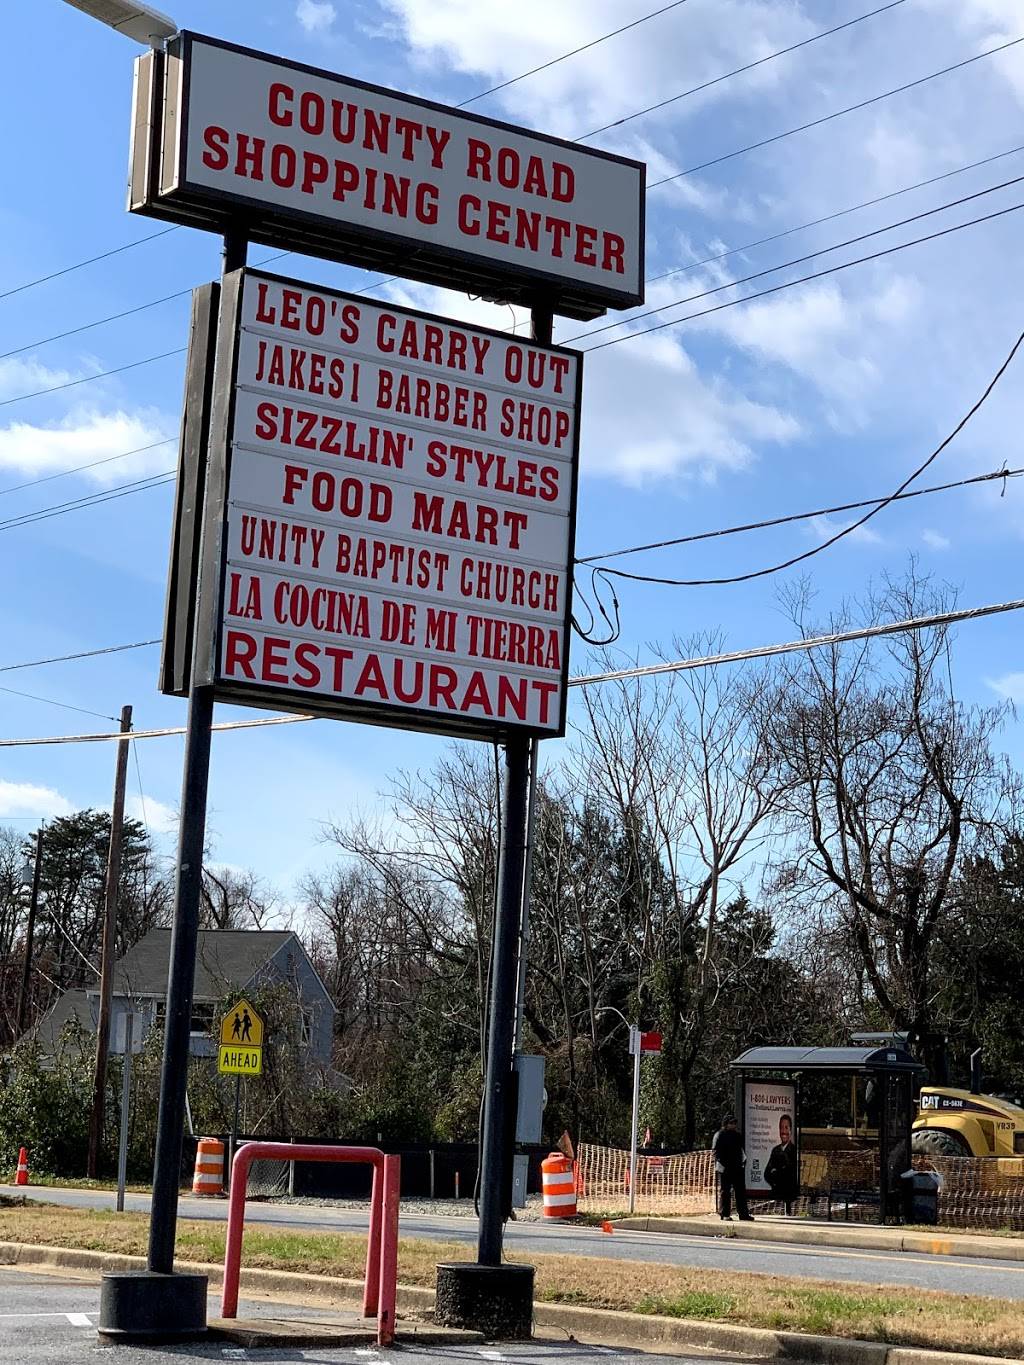 COUNTY ROAD
SHOPPING CENTER
LEO'S CARRY OUT
JAKES1 BARBER SHOP
SIZZLIN' STYLES
FOOD MART
UNITY BAPTIST CHURCH
LA COCINA DE MI TIERRA
RESTAURANT
AHEAD
1-800-LAWYERS
CAT